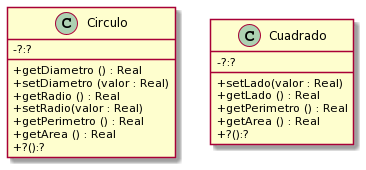 C Circulo
-?:?
+getDiametro () : Real
+setDiametro (valor : Real)
+getRadio () : Real
+setRadio(valor : Real)
+getPerimetro () : Real
+getArea () : Real
+?():?
C Cuadrado
-?:?
+setLado(valor : Real)
+getLado () : Real
+getPerimetro () : Real
+getArea () : Real
+?():?